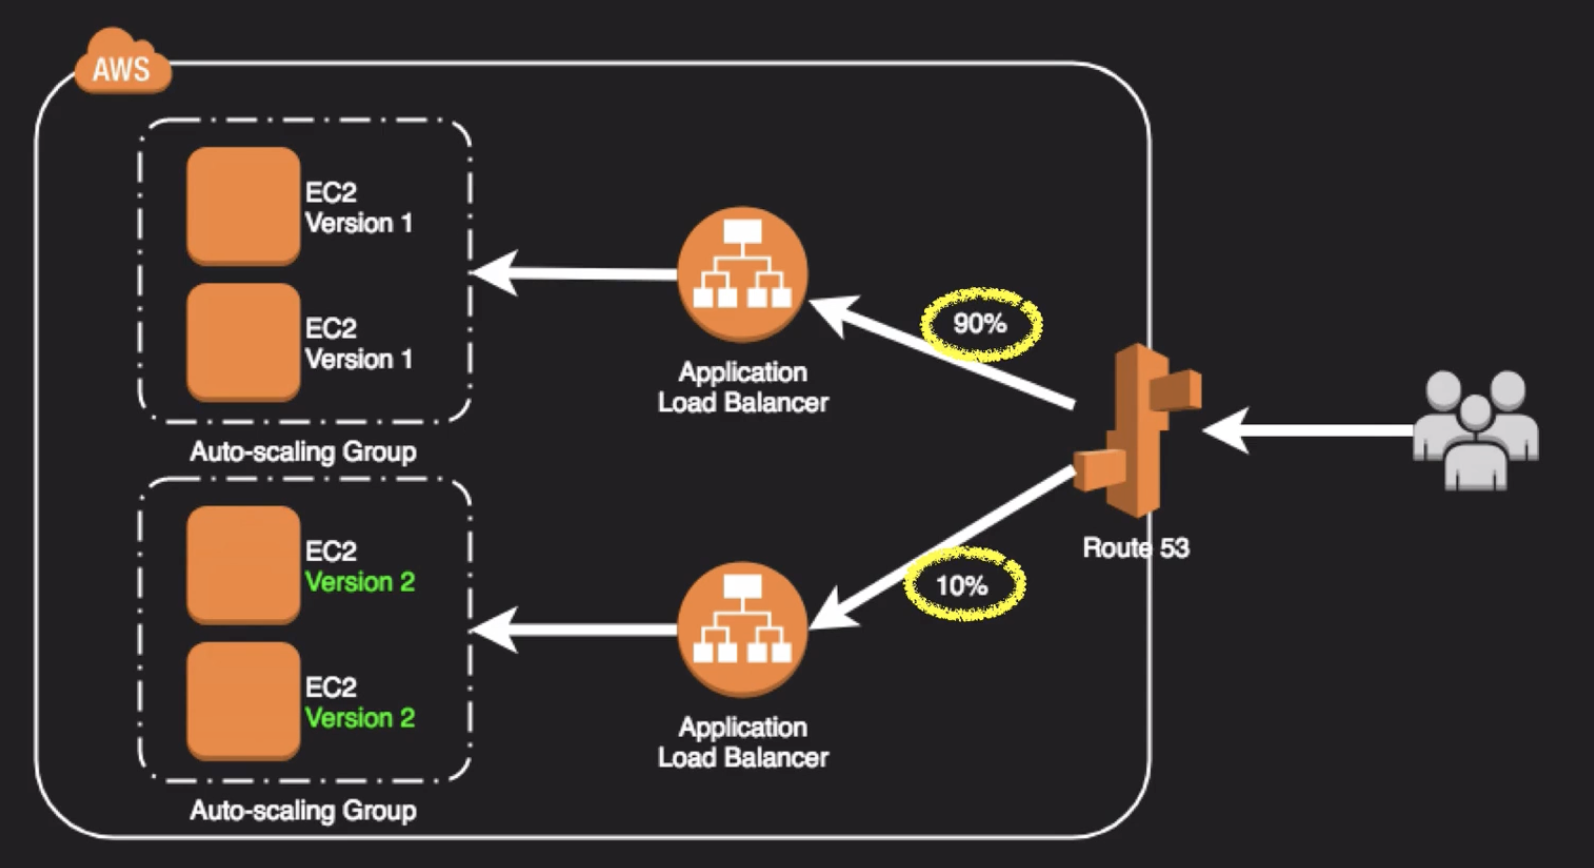 AWS
EC2
Version 1
EC2
Version 1
Auto-scaling Group
Application
Load Balancer
90%
EC2
Version 2
EC2
Version 2
Auto-scaling Group
Application
Load Balancer
10%
Route 53